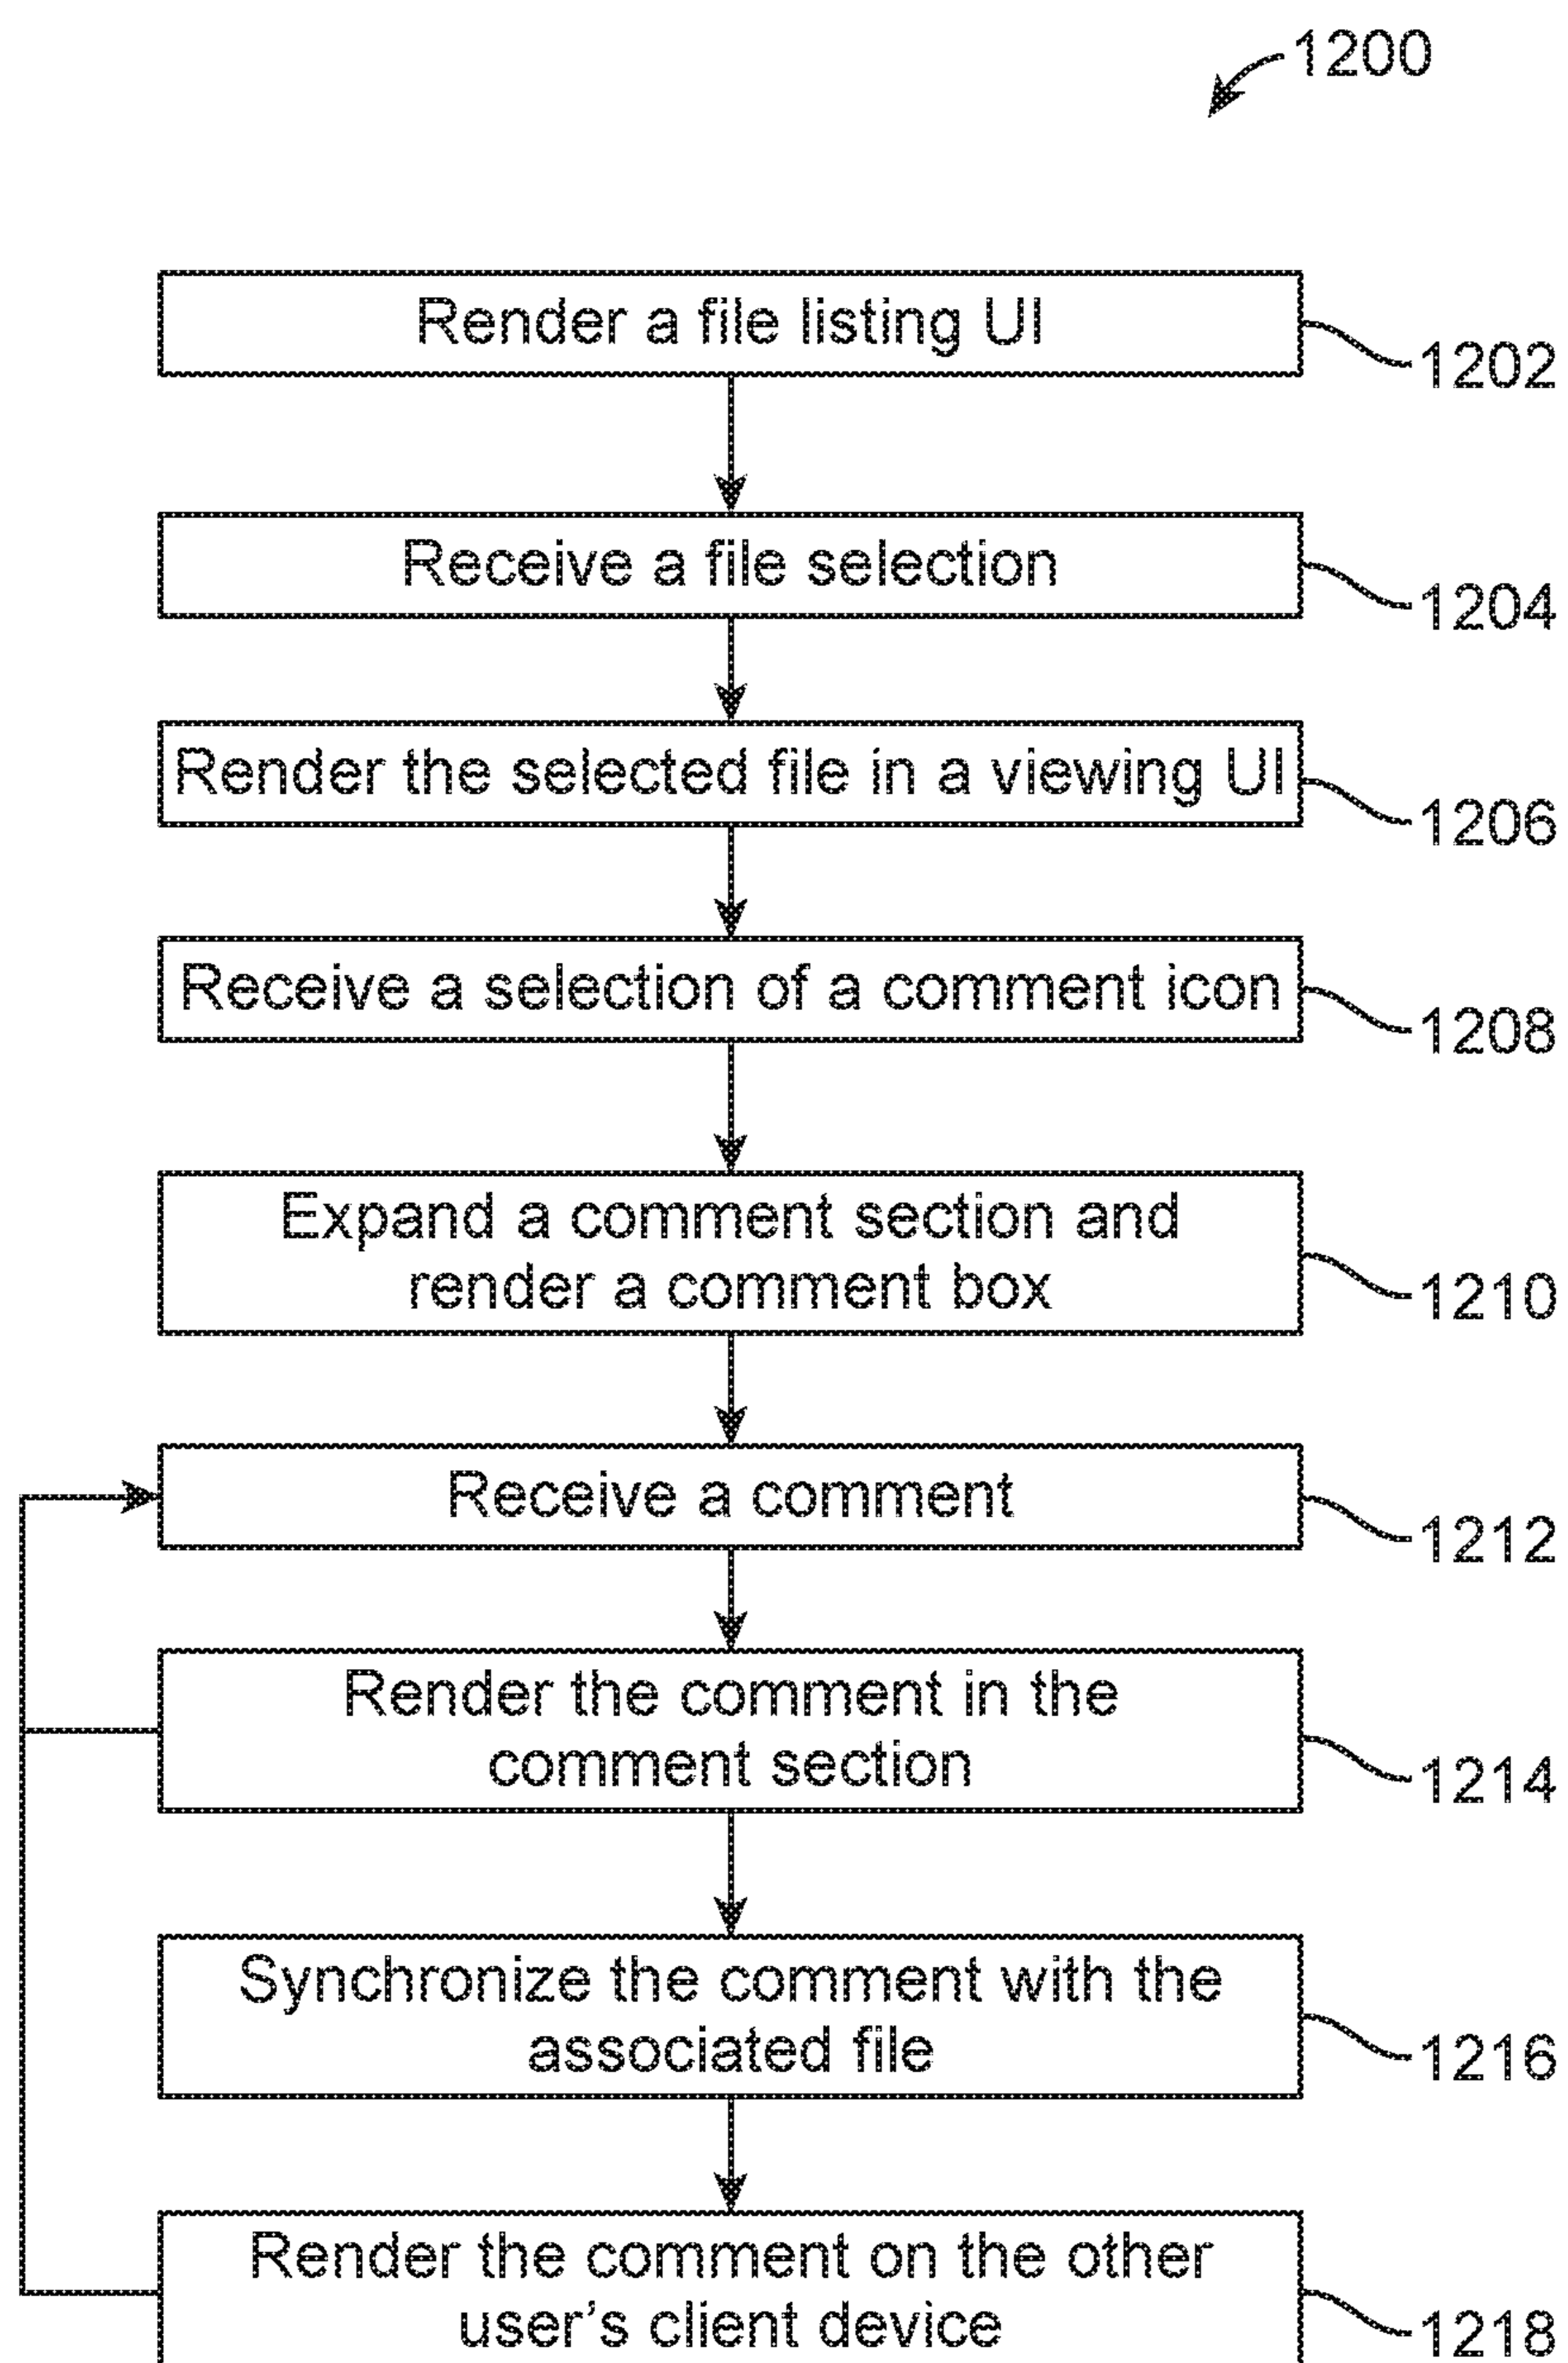 1200
Render a file listing UI
1202
Receive a file selection
1204
Render the selected file in a viewing UI
1206
Receive a selection of a comment icon
1208
Expand a comment section and
render a comment box
1210
Receive a comment
1212
Render the comment in the
comment section
1214
Synchronize the comment with the
associated file
1216
Render the comment on the other
user's client device
1218